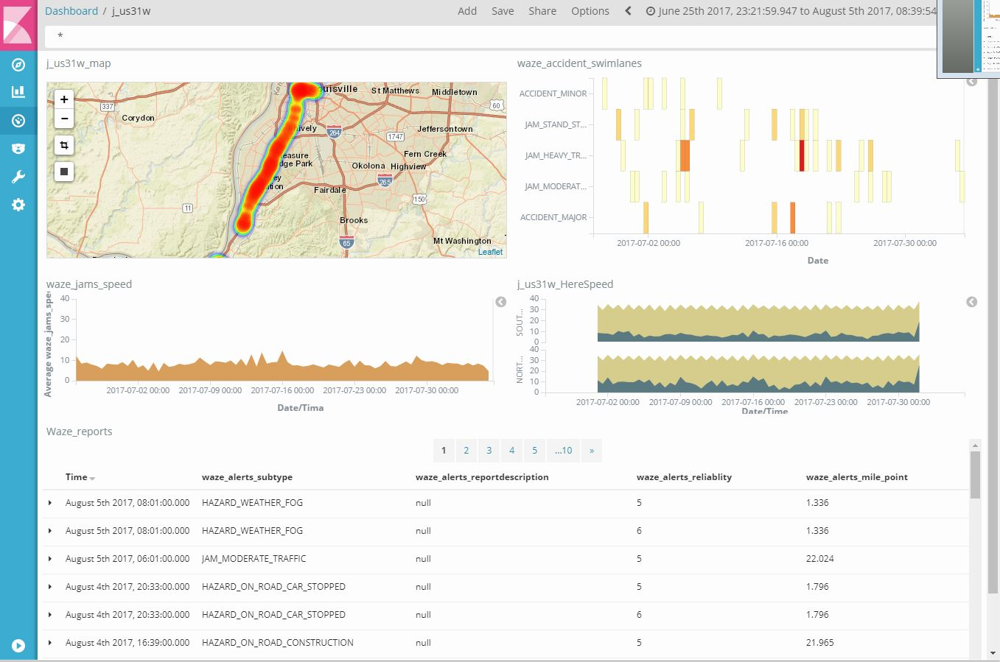 Dashboard / j_us31w
Add Save Share Options June 25th 2017, 23:21:59.947 to August 5th 2017, 08:39:54
*
j_us31w_map
+
−
337
Corydon
uisville
St Matthews
Middletown
60
ively
264
1747
Jeffersontown
easure
dge Park
Fern Creek
Okolona
Highview
ey
tion
265
Fairdale
150
11
Brooks
65
Mt Washington
Leaflet
waze_accident_swimlanes
ACCIDENT_MINOR
JAM_STAND_ST...
JAM_HEAVY_TR...
JAM_MODERAT...
ACCIDENT_MAJOR
2017-07-02 00:00 2017-07-16 00:00 2017-07-30 00:00
Date
waze_jams_speed
Average waze_jams_spe
40
30
20
10
0
2017-07-02 00:00 2017-07-09 00:00 2017-07-16 00:00 2017-07-23 00:00 2017-07-30 00:00
Date/Tima
j_us31w_HereSpeed
SOUT...
40
30
20
10
0
NORT...
40
30
20
10
0
2017-07-02 00:00 2017-07-09 00:00 2017-07-16 00:00 2017-07-23 00:00 2017-07-30 00:00
Date/Time
Waze_reports
1 2 3 4 5 ...10 »
Time waze_alerts_subtype waze_alerts_reportdescription waze_alerts_reliablity waze_alerts_mile_point
August 5th 2017, 08:01:00.000 HAZARD_WEATHER_FOG null 5 1.336
August 5th 2017, 08:01:00.000 HAZARD_WEATHER_FOG null 6 1.336
August 5th 2017, 06:01:00.000 JAM_MODERATE_TRAFFIC null 5 22.024
August 4th 2017, 20:33:00.000 HAZARD_ON_ROAD_CAR_STOPPED null 5 1.796
August 4th 2017, 20:33:00.000 HAZARD_ON_ROAD_CAR_STOPPED null 6 1.796
August 4th 2017, 16:39:00.000 HAZARD_ON_ROAD_CONSTRUCTION null 5 21.965